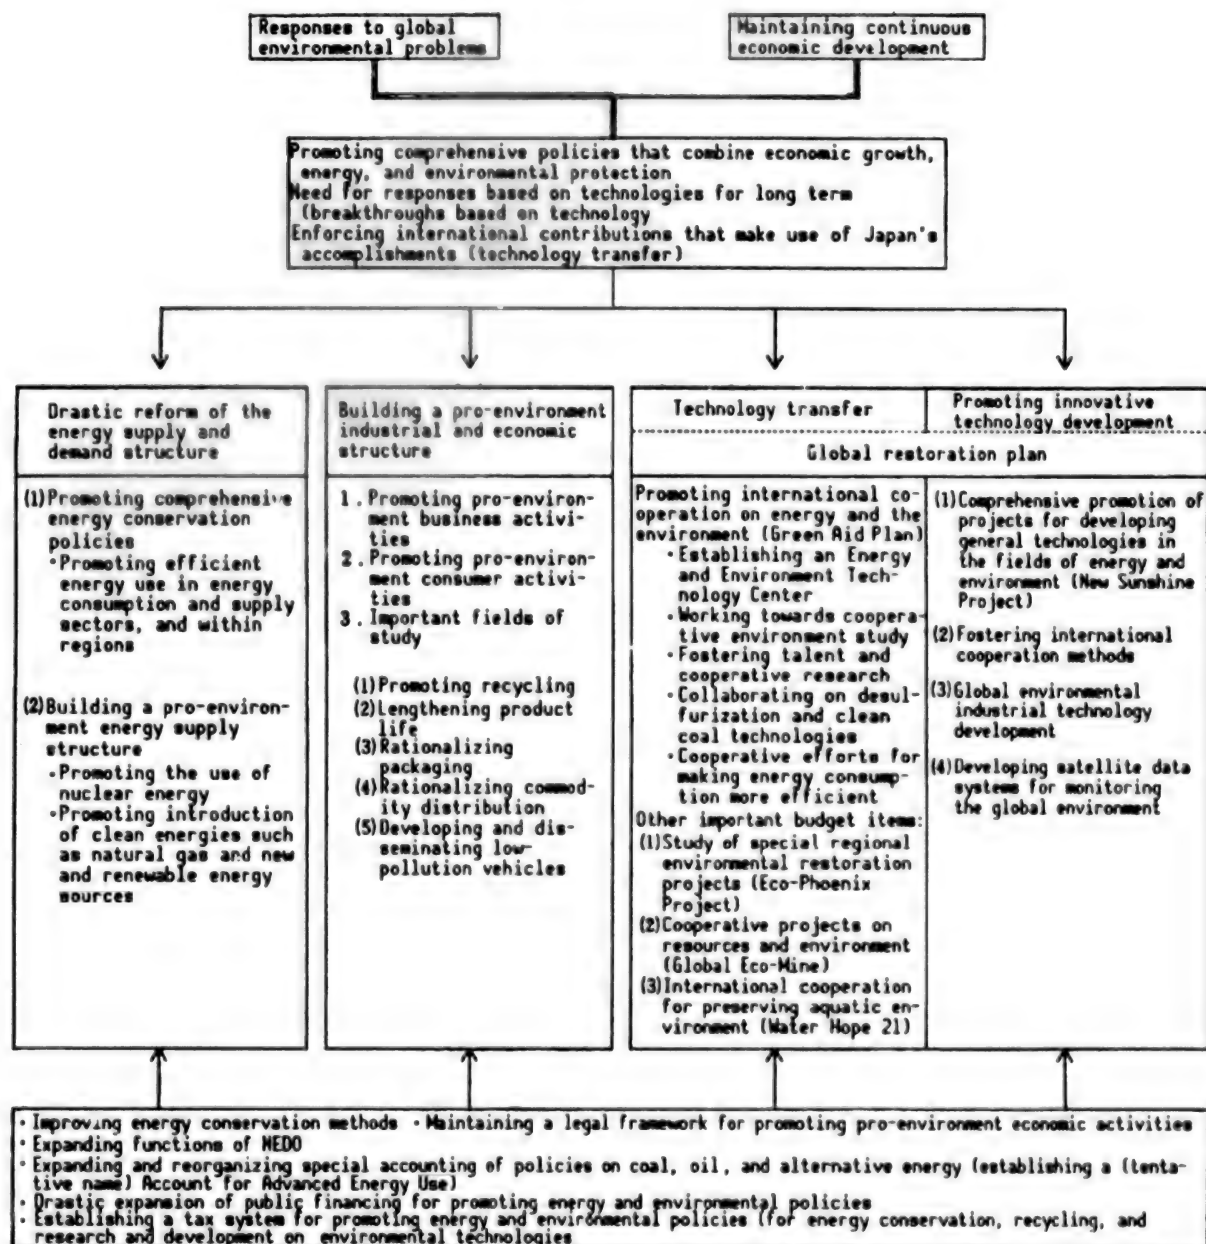 Responses to global
environmental problems
Maintaining continuous
economic development
Promoting comprehensive policies that combine economic growth,
energy, and environmental protection
Need for responses based on technologies for long term
(breakthroughs based on technology
Enforcing international contributions that make use of Japan's
accomplishments (technology transfer)
Drastic reform of the
energy supply and
demand structure
(1)Promoting comprehensive
energy conservation
policies
·Promoting efficient
energy use in energy
consumption and supply
sectors, and within
regions
(2)Building a pro-environ-
ment energy supply
structure
·Promoting the use of
nuclear energy
·Promoting introduction
of clean energies such
as natural gas and new
and renewable energy
sources
Building a pro-environment
industrial and economic
structure
1. Promoting pro-environ-
ment business activi-
ties
2. Promoting pro-environ-
ment consumer activi-
ties
3. Important fields of
study
(1)Promoting recycling
(2)Lengthening product
life
(3)Rationalizing
packaging
(4)Rationalizing commod-
ity distribution
(5)Developing and dis-
seminating low-
pollution vehicles
Technology transfer
Promoting innovative
technology development
Global restoration plan
Promoting international co-
operation on energy and the
environment (Green Aid Plan)
·Establishing an Energy
and Environment Tech-
nology Center
·Working towards coopera-
tive environment study
·Fostering talent and
cooperative research
·Collaborating on desul-
furization and clean
coal technologies
·Cooperative efforts for
making energy consump-
tion more efficient
Other important budget items:
(1)Study of special regional
environmental restoration
projects (Eco-Phoenix
Project)
(2)Cooperative projects on
resources and environment
(Global Eco-Mine)
(3)International cooperation
for preserving aquatic en-
vironment (Water Hope 21)
(1)Comprehensive promotion of
projects for developing
general technologies in
the fields of energy and
environment (New Sunshine
Project)
(2)Fostering international
cooperation methods
(3)Global environmental
industrial technology
development
(4)Developing satellite data
systems for monitoring
the global environment
· Improving energy conservation methods · Maintaining a legal framework for promoting pro-environment economic activities
· Expanding functions of NEDO
· Expanding and reorganizing special accounting of policies on coal, oil, and alternative energy (establishing a (tenta-
tive name) Account for Advanced Energy Use)
· Drastic expansion of public financing for promoting energy and environmental policies
· Establishing a tax system for promoting energy and environmental policies (for energy conservation, recycling, and
research and development on environmental technologies